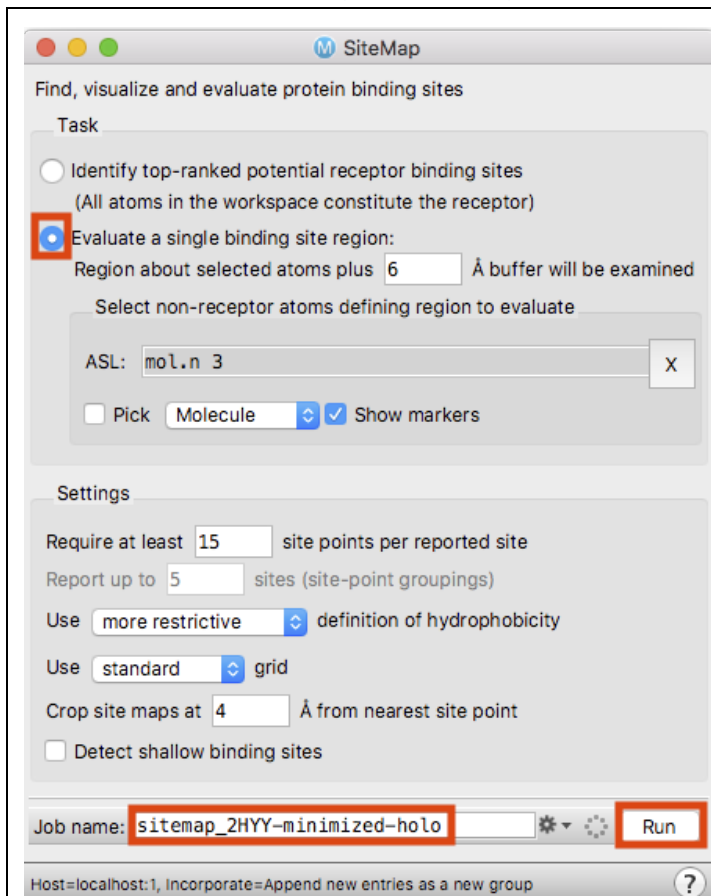 SiteMap
Find, visualize and evaluate protein binding sites
Task
Identify top-ranked potential receptor binding sites
(All atoms in the workspace constitute the receptor)
Evaluate a single binding site region:
Region about selected atoms plus 6 Å buffer will be examined
Select non-receptor atoms defining region to evaluate
ASL: mol.n 3 X
Pick Molecule Show markers
Settings
Require at least 15 site points per reported site
Report up to 5 sites (site-point groupings)
Use more restrictive definition of hydrophobicity
Use standard grid
Crop site maps at 4 Å from nearest site point
Detect shallow binding sites
Job name: sitemap_2HYY-minimized-holo Run
Host=localhost:1, Incorporate=Append new entries as a new group ?